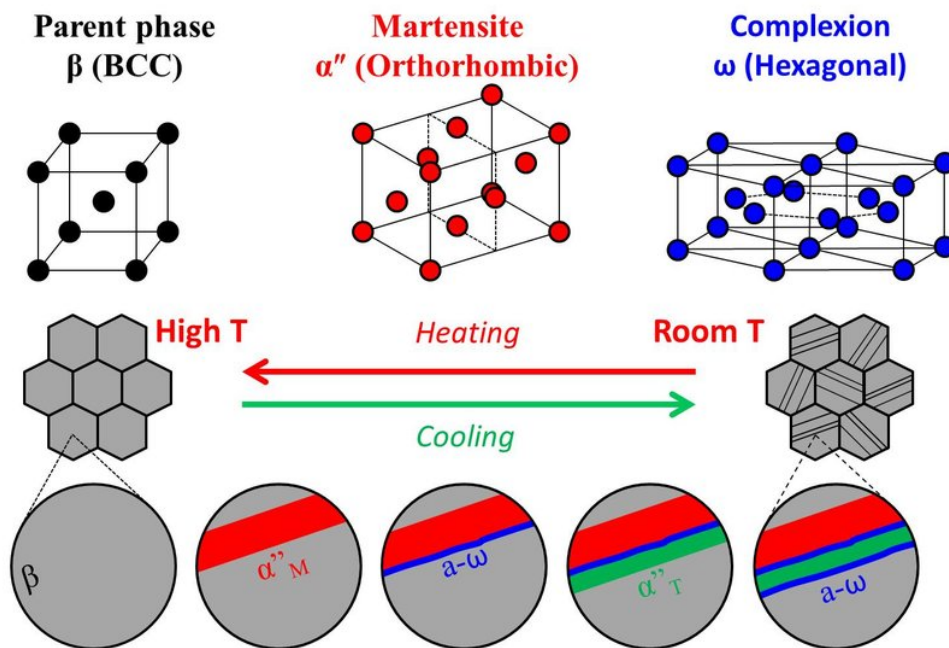 Parent phase
β (BCC)
Martensite
α″ (Orthorhombic)
Complexion
ω (Hexagonal)
High T
Heating
Room T
Cooling
β
α”M
a-ω
α”T
a-ω